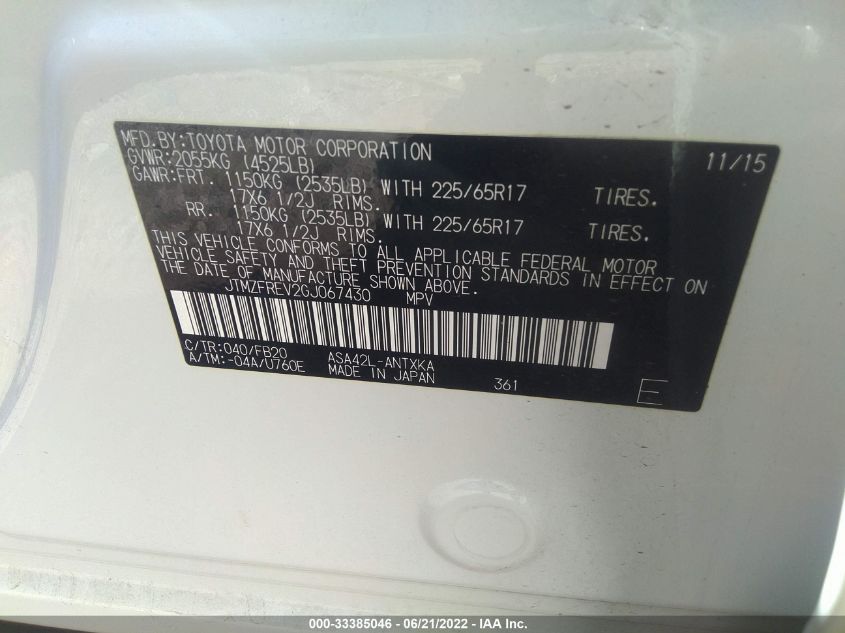 MFD.BY:TOYOTA MOTOR CORPORATION 11/15
GVWR:2055KG (4525LB)
GAWR:FRT. 1150KG (2535LB) WITH 225/65R17 TIRES.
17X6 1/2J RIMS.
RR. 1150KG (2535LB) WITH 225/65R17 TIRES.
17X6 1/2J RIMS.
THIS VEHICLE CONFORMS TO ALL APPLICABLE FEDERAL MOTOR
VEHICLE SAFETY AND THEFT PREVENTION STANDARDS IN EFFECT ON
THE DATE OF MANUFACTURE SHOWN ABOVE.
JTMZFREV2GJ067430 MPV
C/TR:040/FB20 ASA42L-ANTXKA
A/TM:-04A/U760E MADE IN JAPAN 361 E
000-33385046 - 06/21/2022 - IAA Inc.